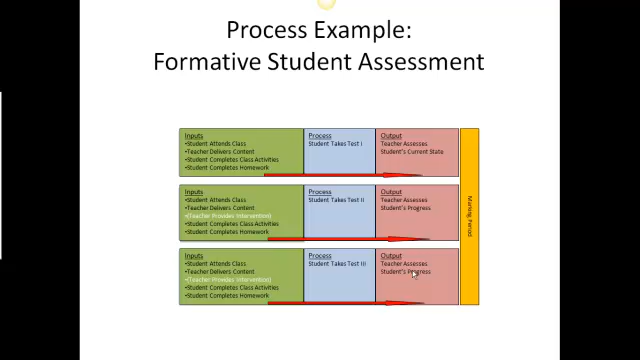 Process Example:
Formative Student Assessment
Inputs
•Student Attends Class
•Teacher Delivers Content
•Student Completes Class Activities
•Student Completes Homework
Process
Student Takes Test I
Output
Teacher Assesses
Student's Current State
Inputs
•Student Attends Class
•Teacher Delivers Content
•(Teacher Provides Intervention)
•Student Completes Class Activities
•Student Completes Homework
Process
Student Takes Test II
Output
Teacher Assesses
Student's Progress
Inputs
•Student Attends Class
•Teacher Delivers Content
•(Teacher Provides Intervention)
•Student Completes Class Activities
•Student Completes Homework
Process
Student Takes Test III
Output
Teacher Assesses
Student's Progress
Marking Period